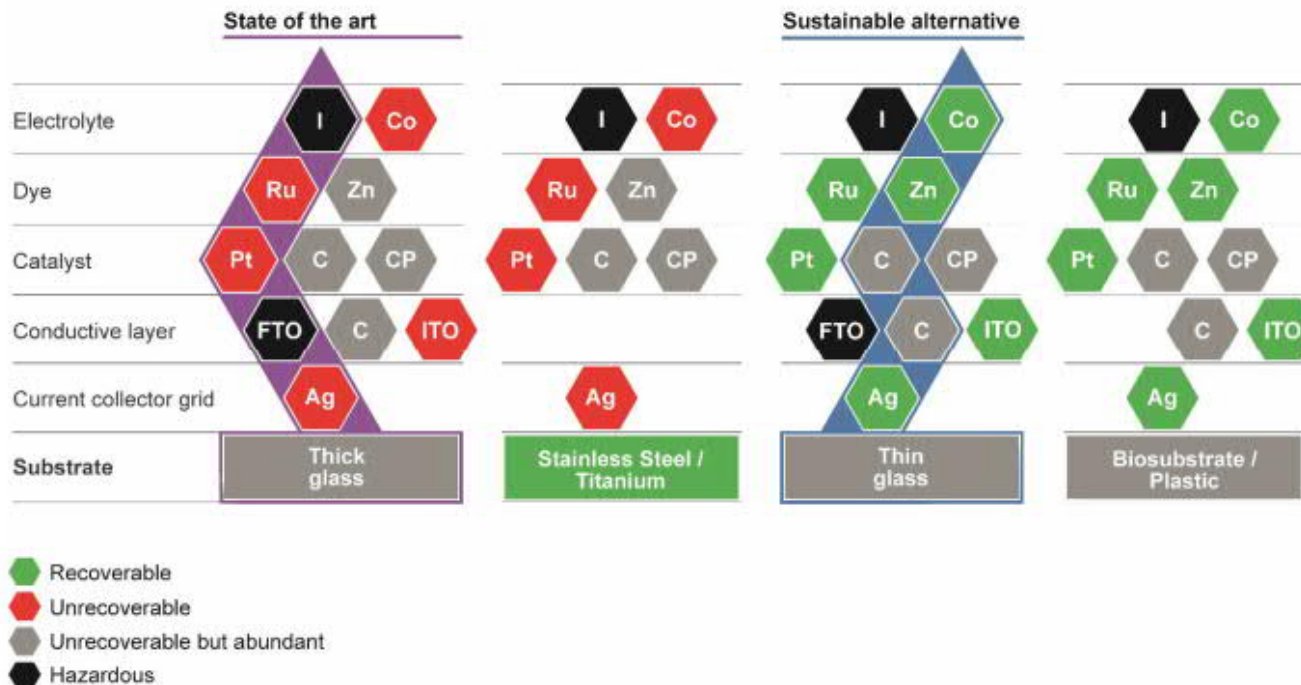 State of the art Sustainable alternative
Electrolyte I Co I Co I Co I Co
Dye Ru Zn Ru Zn Ru Zn Ru Zn
Catalyst Pt C CP Pt C CP Pt C CP Pt C CP
Conductive layer FTO C ITO FTO C ITO C ITO
Current collector grid Ag Ag Ag Ag
Substrate
Thick
glass
Stainless Steel /
Titanium
Thin
glass
Biosubstrate /
Plastic
Recoverable
Unrecoverable
Unrecoverable but abundant
Hazardous